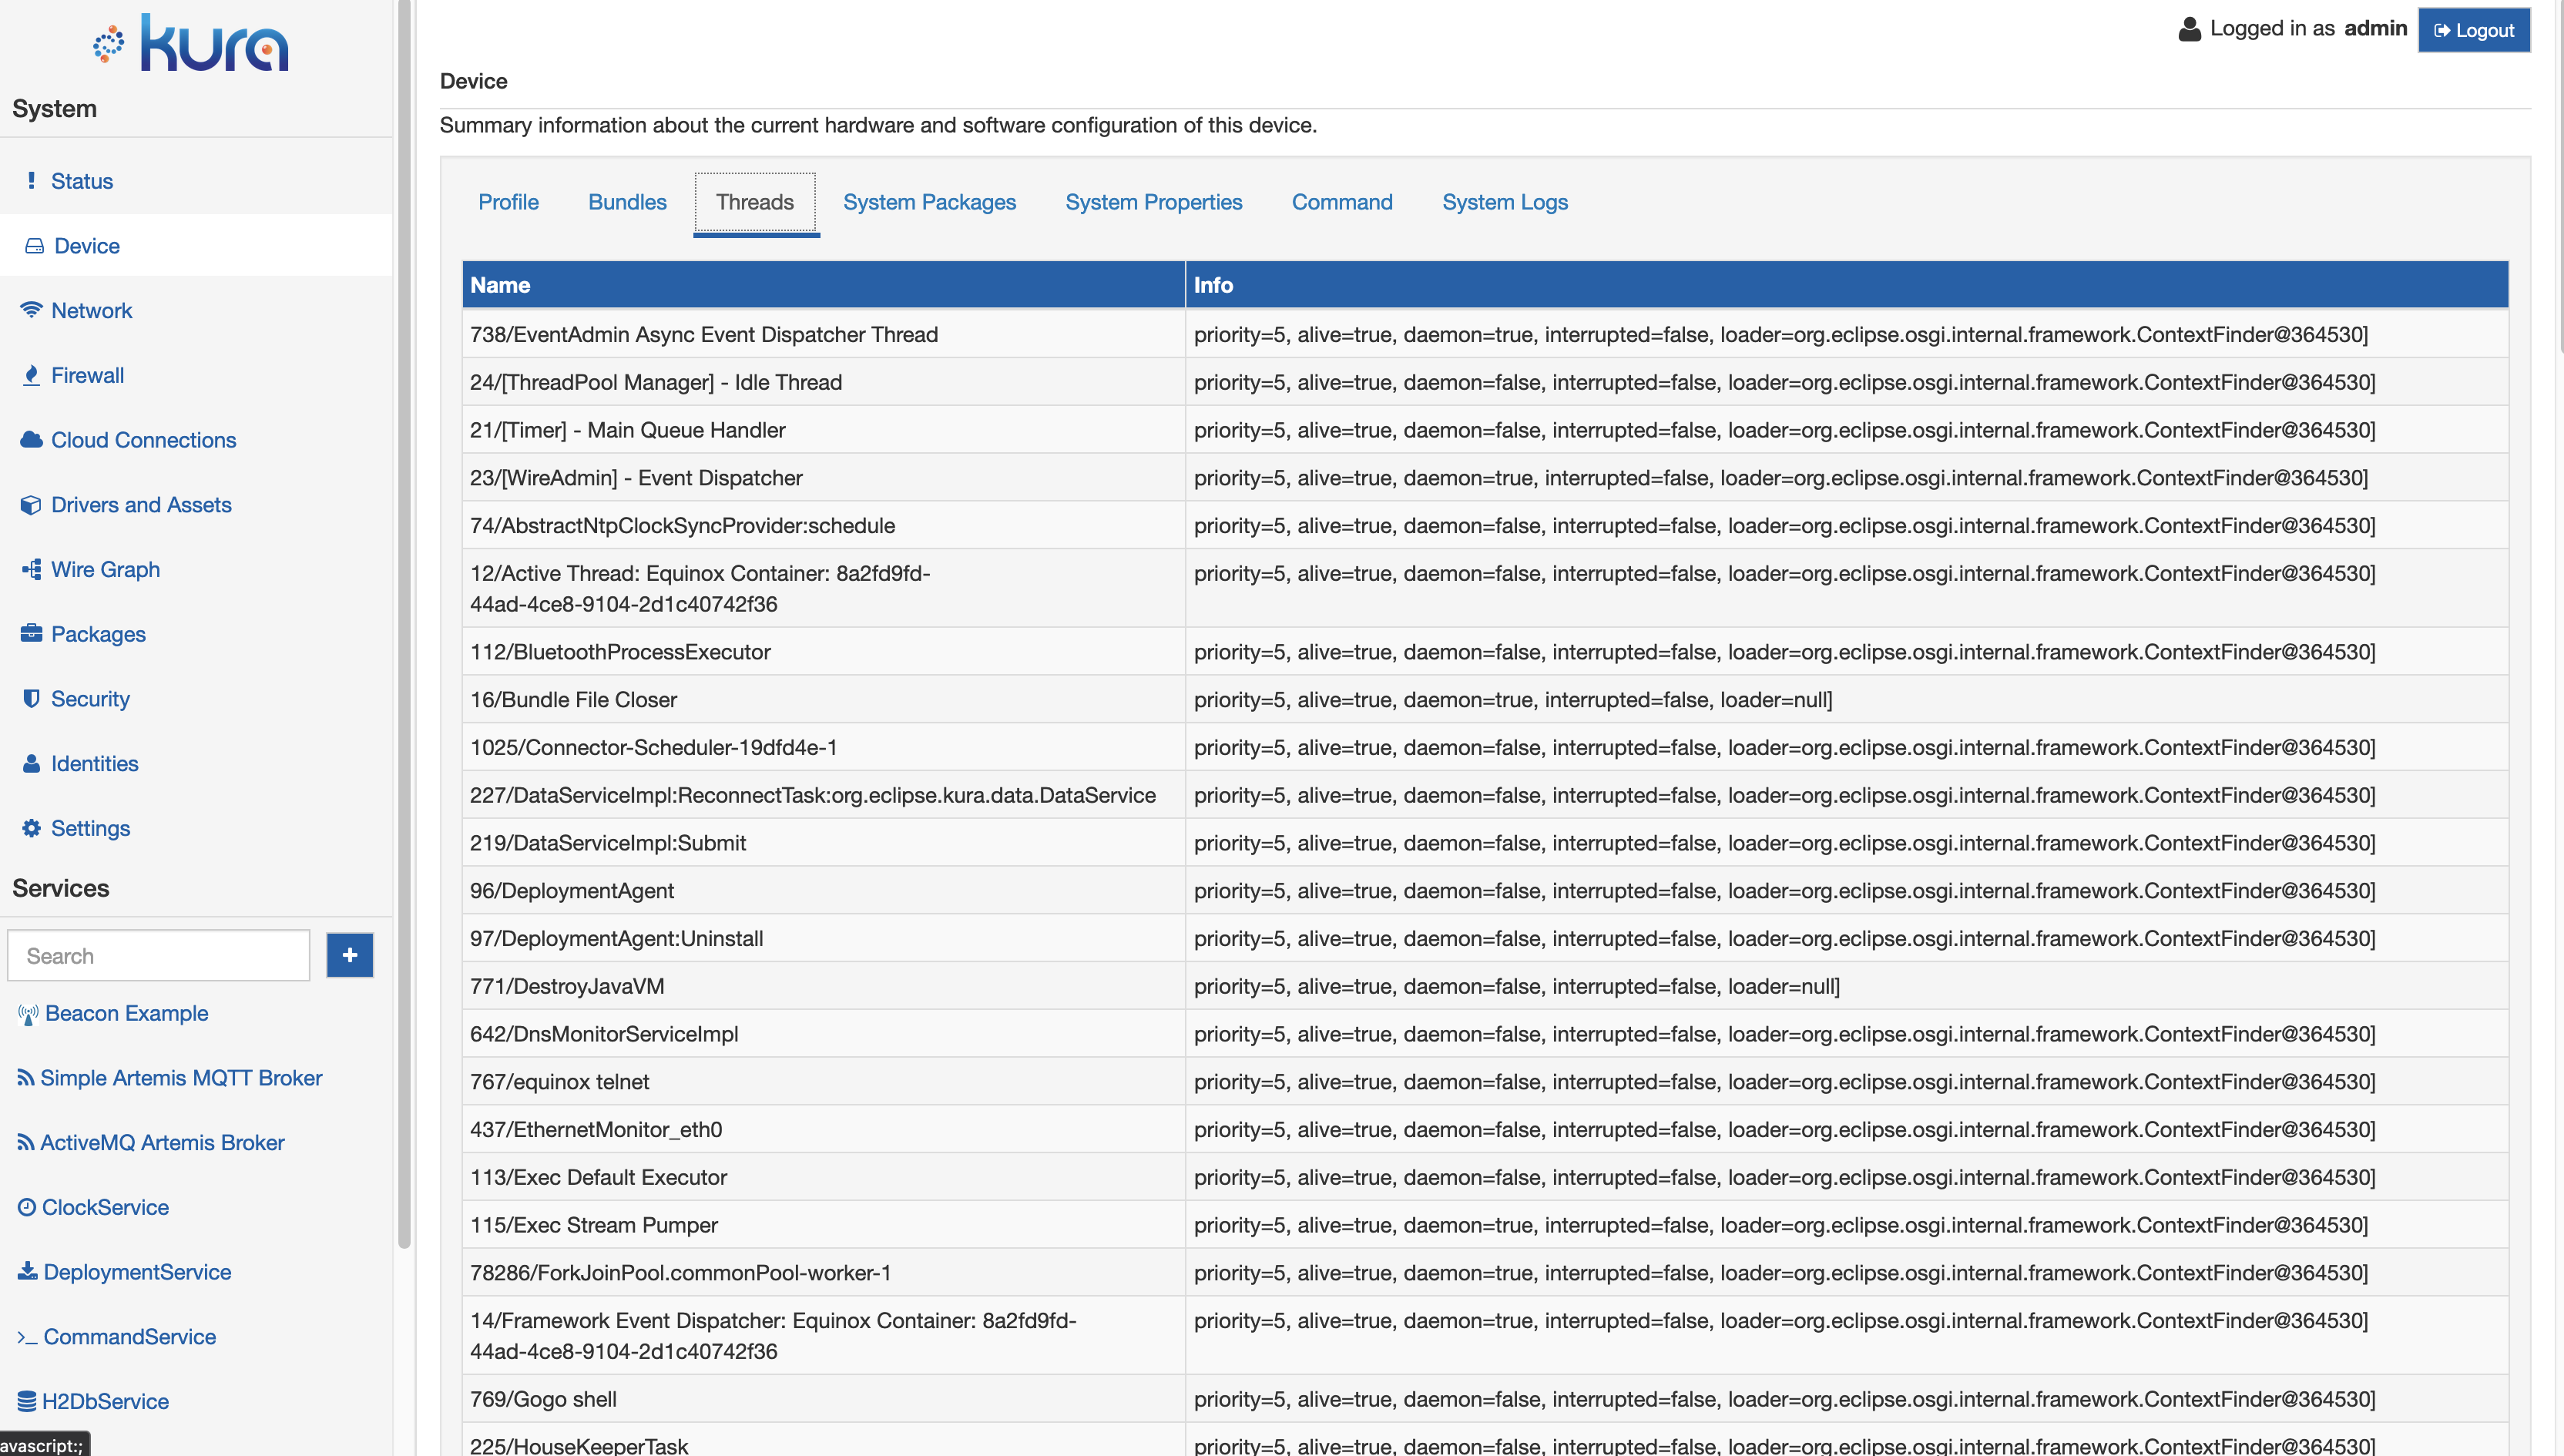 kura
Logged in as admin
Logout
System
Status
Device
Network
Firewall
Cloud Connections
Drivers and Assets
Wire Graph
Packages
Security
Identities
Settings
Services
Search
+
Beacon Example
Simple Artemis MQTT Broker
ActiveMQ Artemis Broker
ClockService
DeploymentService
CommandService
H2DbService
avascript:;
Device
Summary information about the current hardware and software configuration of this device.
Profile Bundles Threads System Packages System Properties Command System Logs
Name Info
738/EventAdmin Async Event Dispatcher Thread priority=5, alive=true, daemon=true, interrupted=false, loader=org.eclipse.osgi.internal.framework.ContextFinder@364530]
24/[ThreadPool Manager] - Idle Thread priority=5, alive=true, daemon=false, interrupted=false, loader=org.eclipse.osgi.internal.framework.ContextFinder@364530]
21/[Timer] - Main Queue Handler priority=5, alive=true, daemon=false, interrupted=false, loader=org.eclipse.osgi.internal.framework.ContextFinder@364530]
23/[WireAdmin] - Event Dispatcher priority=5, alive=true, daemon=true, interrupted=false, loader=org.eclipse.osgi.internal.framework.ContextFinder@364530]
74/AbstractNtpClockSyncProvider:schedule priority=5, alive=true, daemon=false, interrupted=false, loader=org.eclipse.osgi.internal.framework.ContextFinder@364530]
12/Active Thread: Equinox Container: 8a2fd9fd- priority=5, alive=true, daemon=false, interrupted=false, loader=org.eclipse.osgi.internal.framework.ContextFinder@364530]
44ad-4ce8-9104-2d1c40742f36
112/BluetoothProcessExecutor priority=5, alive=true, daemon=false, interrupted=false, loader=org.eclipse.osgi.internal.framework.ContextFinder@364530]
16/Bundle File Closer priority=5, alive=true, daemon=true, interrupted=false, loader=null]
1025/Connector-Scheduler-19dfd4e-1 priority=5, alive=true, daemon=false, interrupted=false, loader=org.eclipse.osgi.internal.framework.ContextFinder@364530]
227/DataServiceImpl:ReconnectTask:org.eclipse.kura.data.DataService priority=5, alive=true, daemon=false, interrupted=false, loader=org.eclipse.osgi.internal.framework.ContextFinder@364530]
219/DataServiceImpl:Submit priority=5, alive=true, daemon=false, interrupted=false, loader=org.eclipse.osgi.internal.framework.ContextFinder@364530]
96/DeploymentAgent priority=5, alive=true, daemon=false, interrupted=false, loader=org.eclipse.osgi.internal.framework.ContextFinder@364530]
97/DeploymentAgent:Uninstall priority=5, alive=true, daemon=false, interrupted=false, loader=org.eclipse.osgi.internal.framework.ContextFinder@364530]
771/DestroyJavaVM priority=5, alive=true, daemon=false, interrupted=false, loader=null]
642/DnsMonitorServiceImpl priority=5, alive=true, daemon=false, interrupted=false, loader=org.eclipse.osgi.internal.framework.ContextFinder@364530]
767/equinox telnet priority=5, alive=true, daemon=false, interrupted=false, loader=org.eclipse.osgi.internal.framework.ContextFinder@364530]
437/EthernetMonitor_eth0 priority=5, alive=true, daemon=false, interrupted=false, loader=org.eclipse.osgi.internal.framework.ContextFinder@364530]
113/Exec Default Executor priority=5, alive=true, daemon=false, interrupted=false, loader=org.eclipse.osgi.internal.framework.ContextFinder@364530]
115/Exec Stream Pumper priority=5, alive=true, daemon=true, interrupted=false, loader=org.eclipse.osgi.internal.framework.ContextFinder@364530]
78286/ForkJoinPool.commonPool-worker-1 priority=5, alive=true, daemon=true, interrupted=false, loader=org.eclipse.osgi.internal.framework.ContextFinder@364530]
14/Framework Event Dispatcher: Equinox Container: 8a2fd9fd- priority=5, alive=true, daemon=true, interrupted=false, loader=org.eclipse.osgi.internal.framework.ContextFinder@364530]
44ad-4ce8-9104-2d1c40742f36
769/Gogo shell priority=5, alive=true, daemon=false, interrupted=false, loader=org.eclipse.osgi.internal.framework.ContextFinder@364530]
225/HouseKeeperTask priority=5, alive=true, daemon=false, interrupted=false, loader=org.eclipse.osgi.internal.framework.ContextFinder@364530]